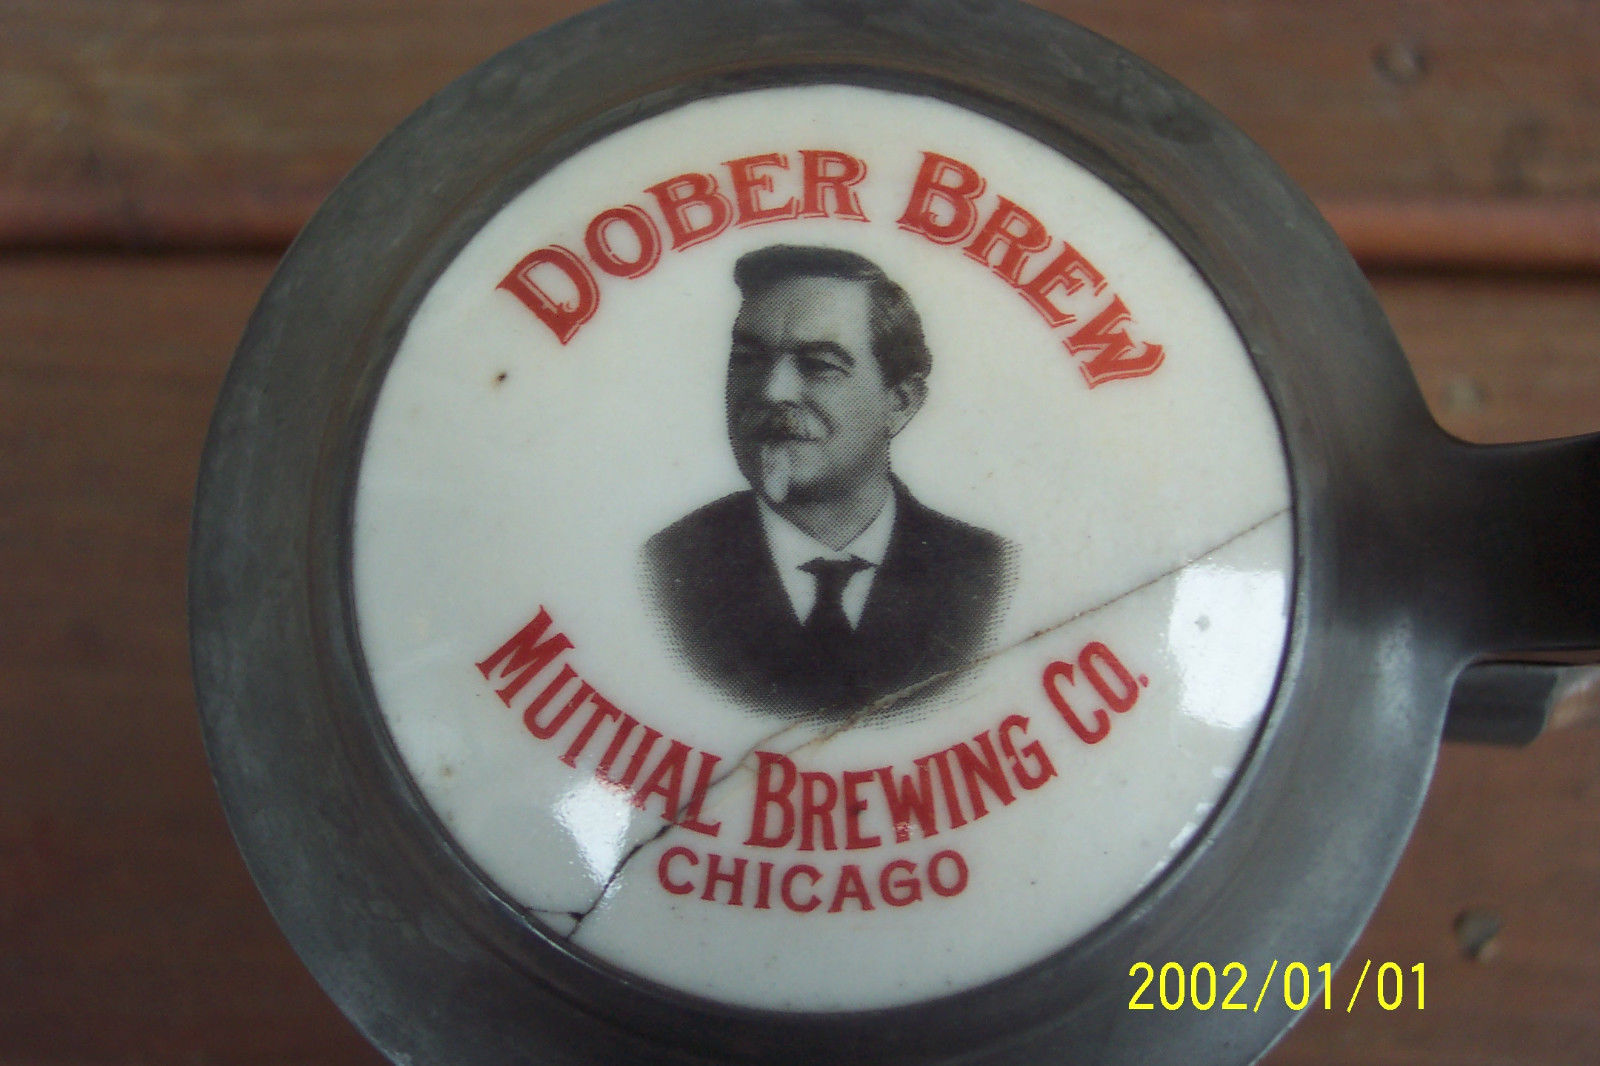 DOBER BREW
MUTUAL BREWING CO.
CHICAGO
2002/01/01